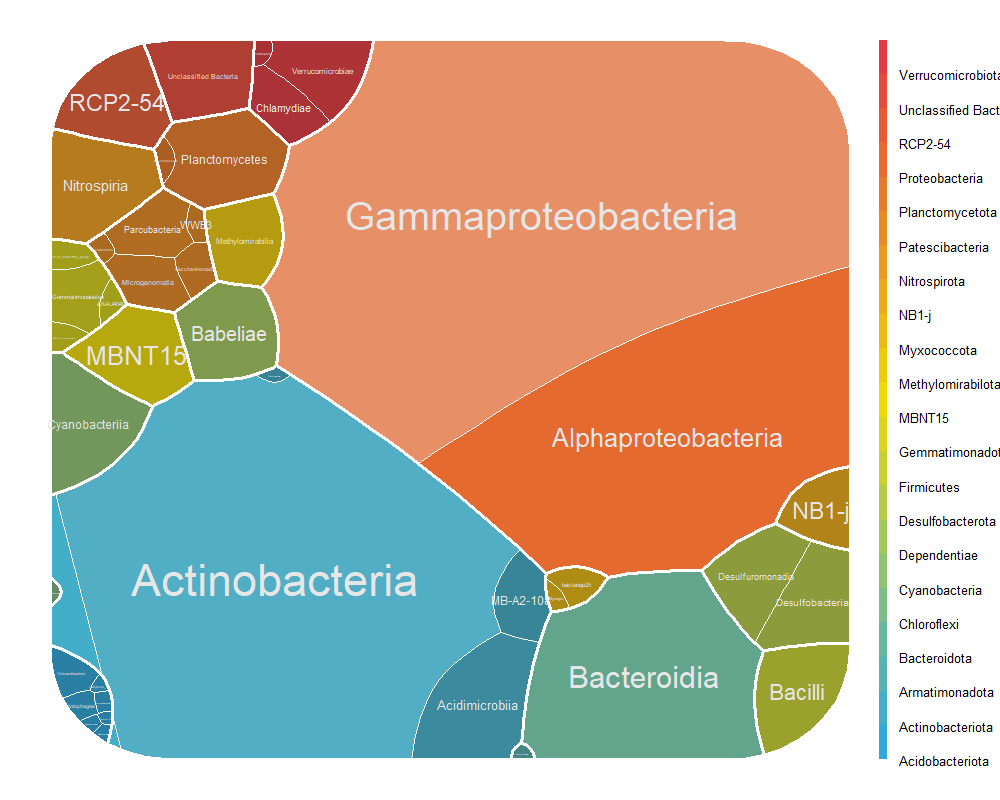 Unclassified Bacteria
Verrucomicrobiae
RCP2-54
Chlamydiae
Planctomycetes
Nitrospiria
Gammaproteobacteria
Parcubacteria
WWE3
Methylomirabilia
Microgenomatia
Babeliae
MBNT15
Cyanobacteriia
Alphaproteobacteria
NB1-j
Actinobacteria
bacteriap25
Desulfuromonadia
MB-A2-108
Desulfobacteria
Bacteroidia
Bacilli
Acidimicrobiia
Verrucomicrobiota
Unclassified Bact
RCP2-54
Proteobacteria
Planctomycetota
Patescibacteria
Nitrospirota
NB1-j
Myxococcota
Methylomirabilota
MBNT15
Gemmatimonadot
Firmicutes
Desulfobacterota
Dependentiae
Cyanobacteria
Chloroflexi
Bacteroidota
Armatimonadota
Actinobacteriota
Acidobacteriota